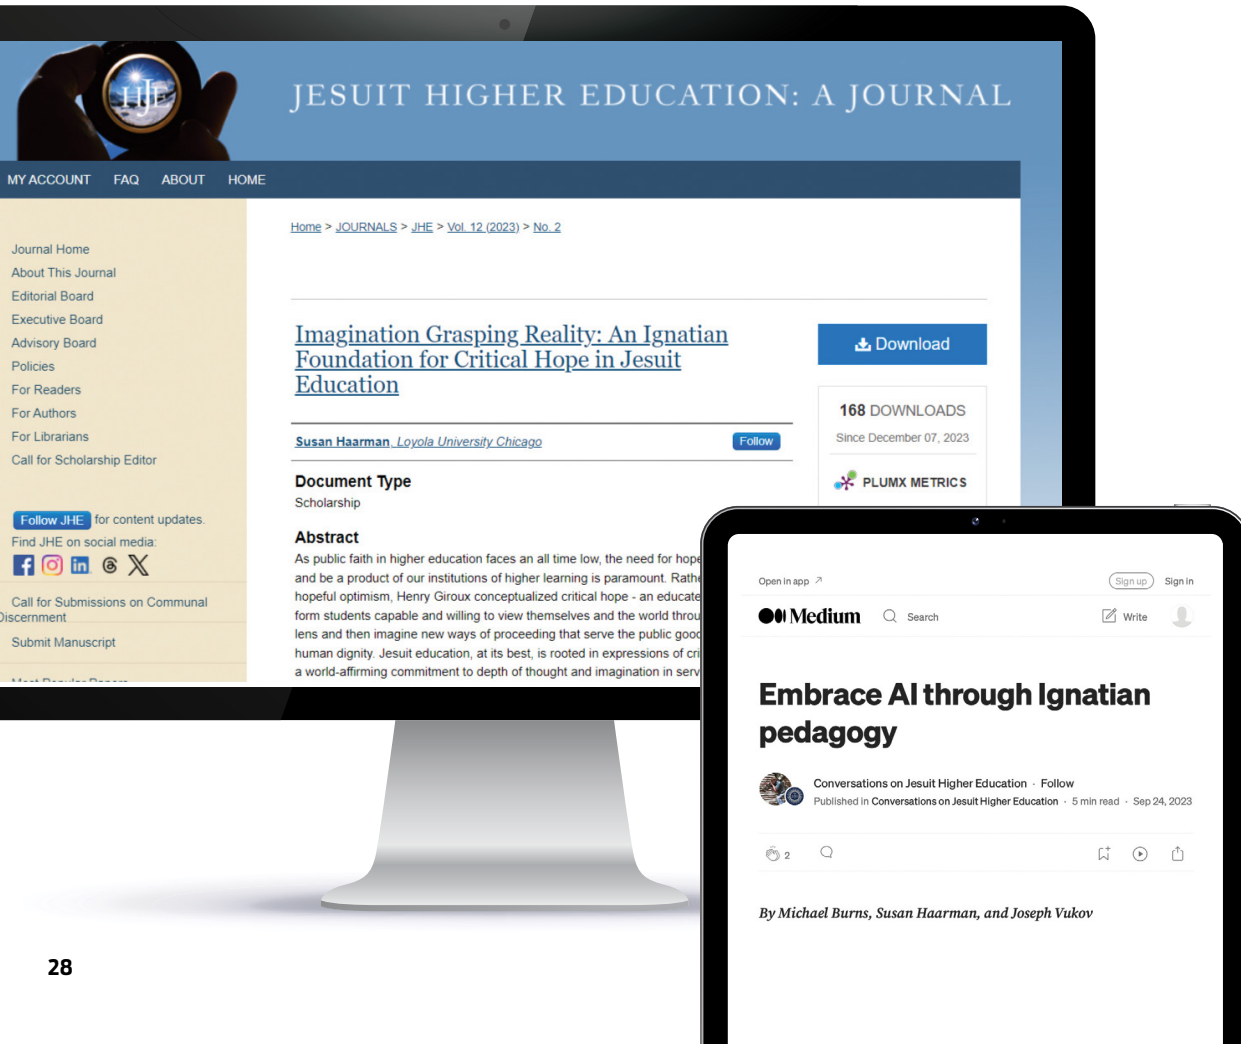 JESUIT HIGHER EDUCATION: A JOURNAL
MY ACCOUNT FAQ ABOUT HOME
Journal Home
About This Journal
Editorial Board
Executive Board
Advisory Board
Policies
For Readers
For Authors
For Librarians
Call for Scholarship Editor
Follow JHE for content updates.
Find JHE on social media:
Call for Submissions on Communal
Discernment
Submit Manuscript
Most Popular Papers
Home > JOURNALS > JHE > Vol. 12 (2023) > No. 2
Imagination Grasping Reality: An Ignatian
Foundation for Critical Hope in Jesuit
Education
Susan Haarman, Loyola University Chicago
Follow
Document Type
Scholarship
Abstract
As public faith in higher education faces an all time low, the need for hope
and be a product of our institutions of higher learning is paramount. Rathe
hopeful optimism, Henry Giroux conceptualized critical hope - an educate
form students capable and willing to view themselves and the world throu
lens and then imagine new ways of proceeding that serve the public good
human dignity. Jesuit education, at its best, is rooted in expressions of cri
a world-affirming commitment to depth of thought and imagination in serv
Download
168 DOWNLOADS
Since December 07, 2023
PLUMX METRICS
Open in app
Sign up Sign in
Medium Search Write
Embrace AI through Ignatian
pedagogy
Conversations on Jesuit Higher Education · Follow
Published in Conversations on Jesuit Higher Education · 5 min read · Sep 24, 2023
2
By Michael Burns, Susan Haarman, and Joseph Vukov
28